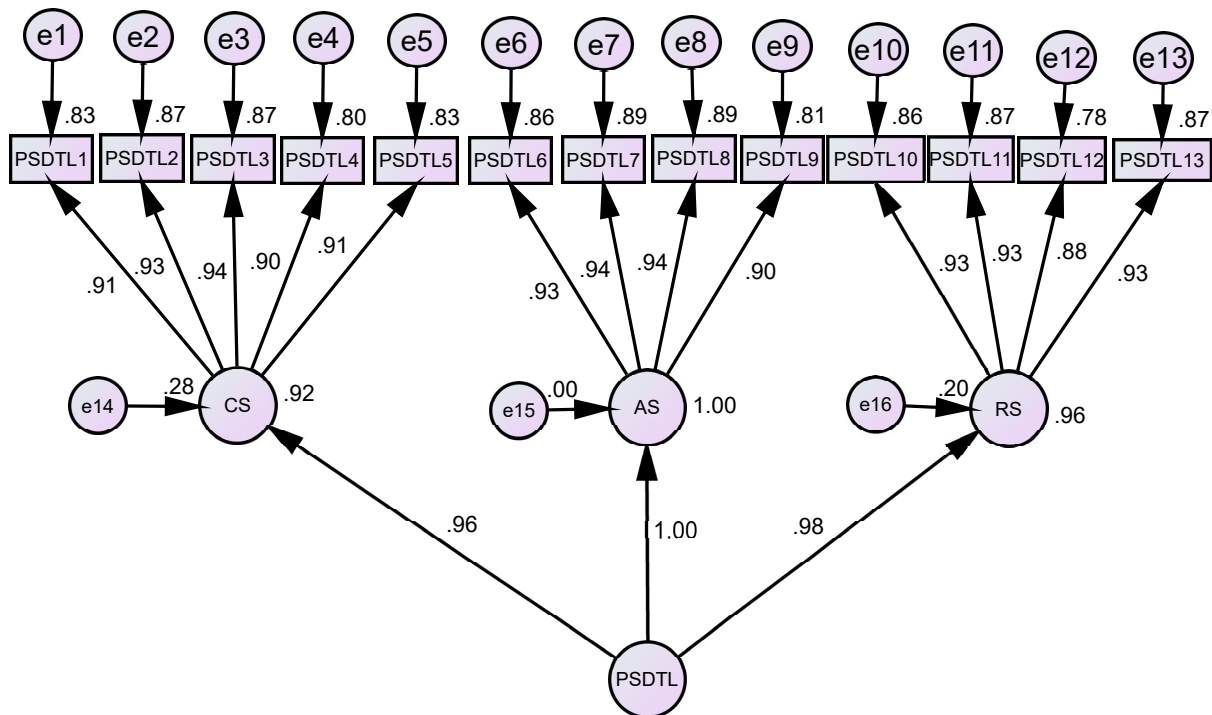 e1 e2 e3 e4 e5 e6 e7 e8 e9 e10 e11 e12 e13
.83 .87 .87 .80 .83 .86 .89 .89 .81 .86 .87 .78 .87
PSDTL1 PSDTL2 PSDTL3 PSDTL4 PSDTL5 PSDTL6 PSDTL7 PSDTL8 PSDTL9 PSDTL10 PSDTL11 PSDTL12 PSDTL13
.91 .93 .94 .90 .91 .93 .94 .94 .90 .93 .93 .88 .93
e14 .28 CS .92 e15 .00 AS 1.00 e16 .20 RS .96
.96 1.00 .98
PSDTL